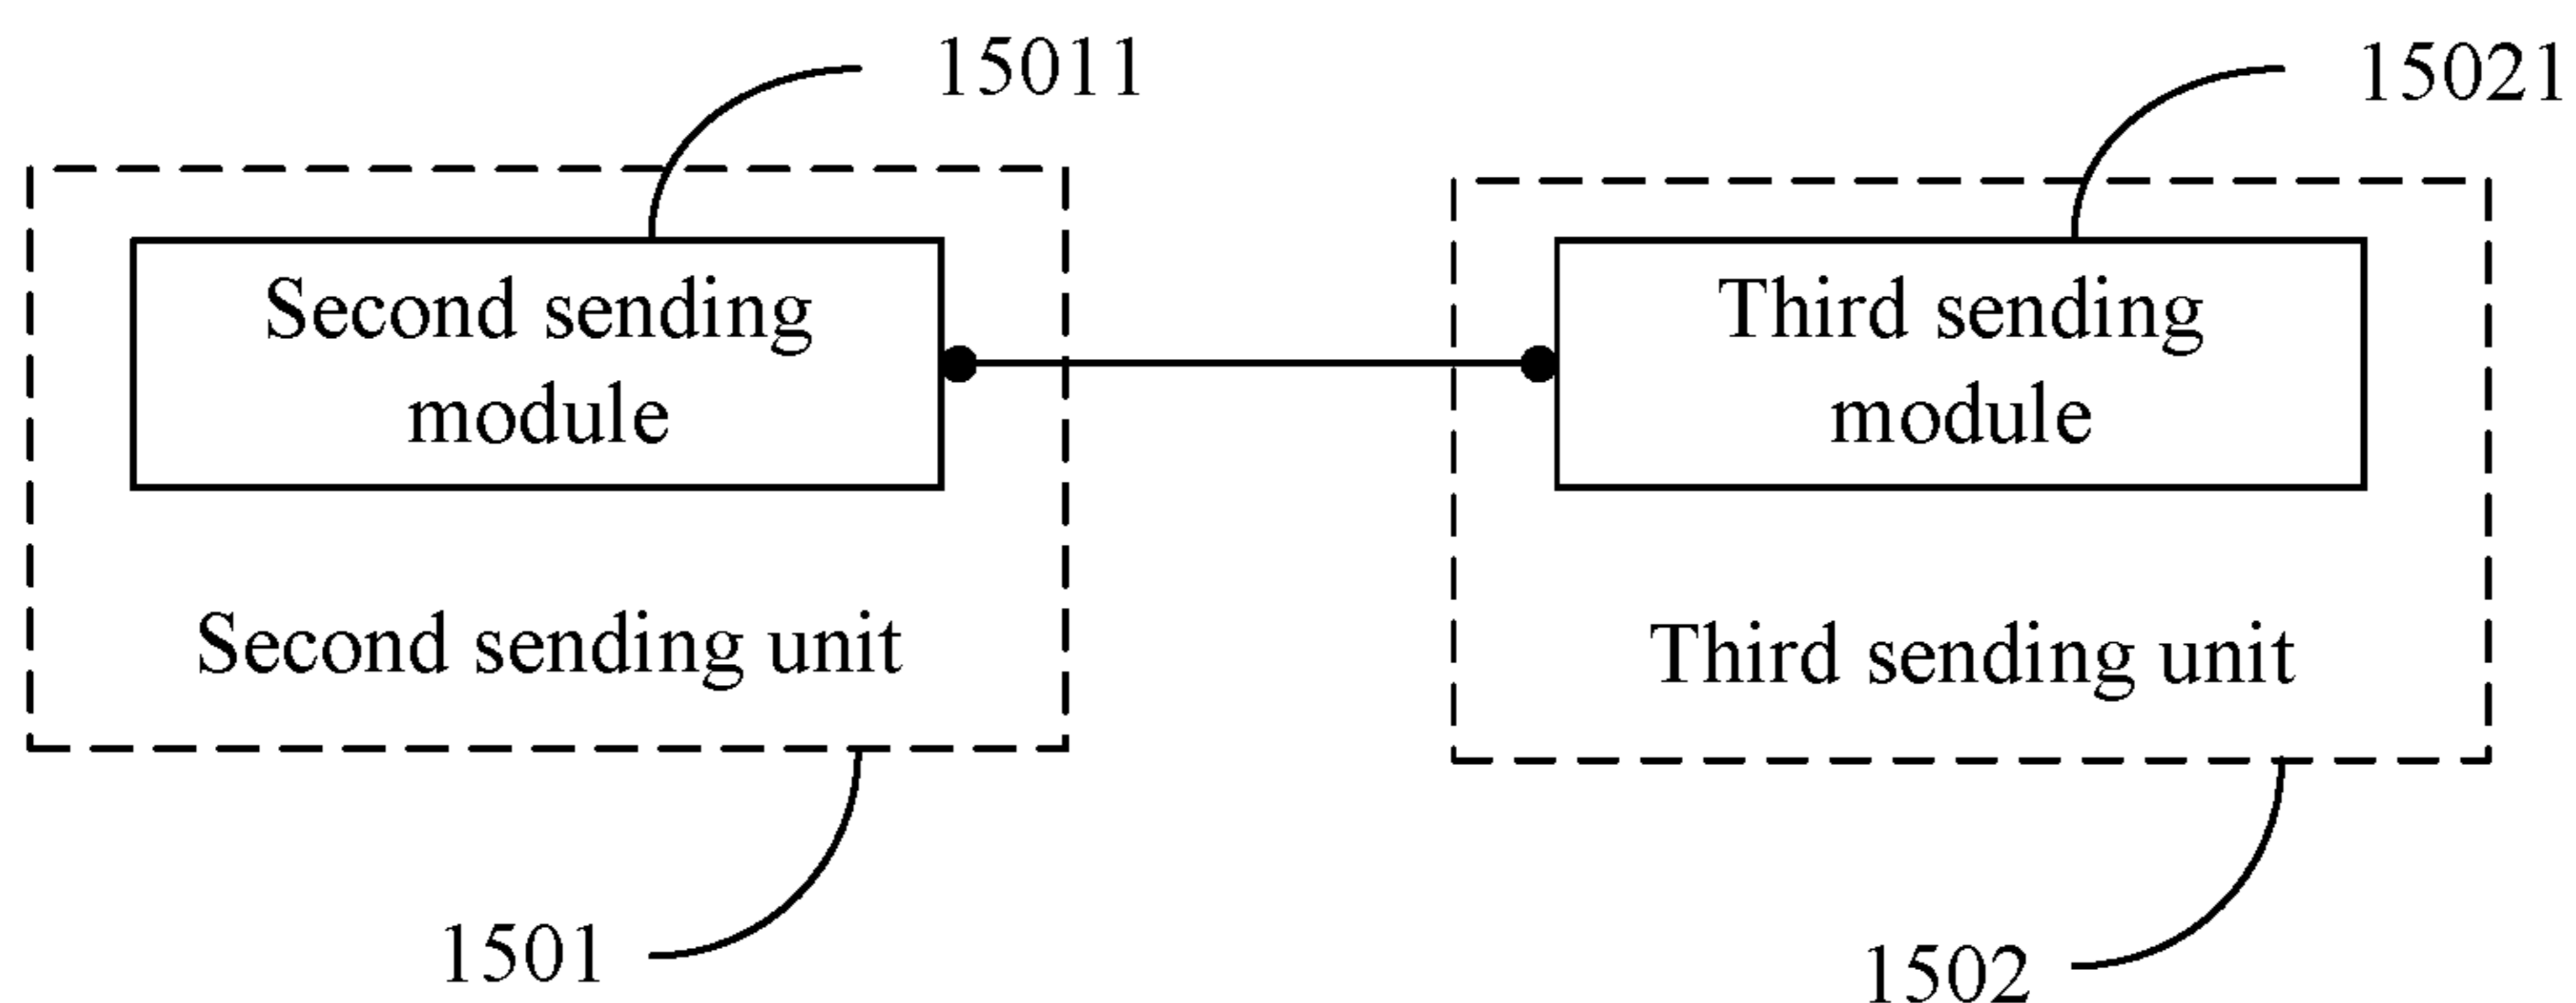 15011
15021
Second sending
module
Third sending
module
Second sending unit
Third sending unit
1501
1502